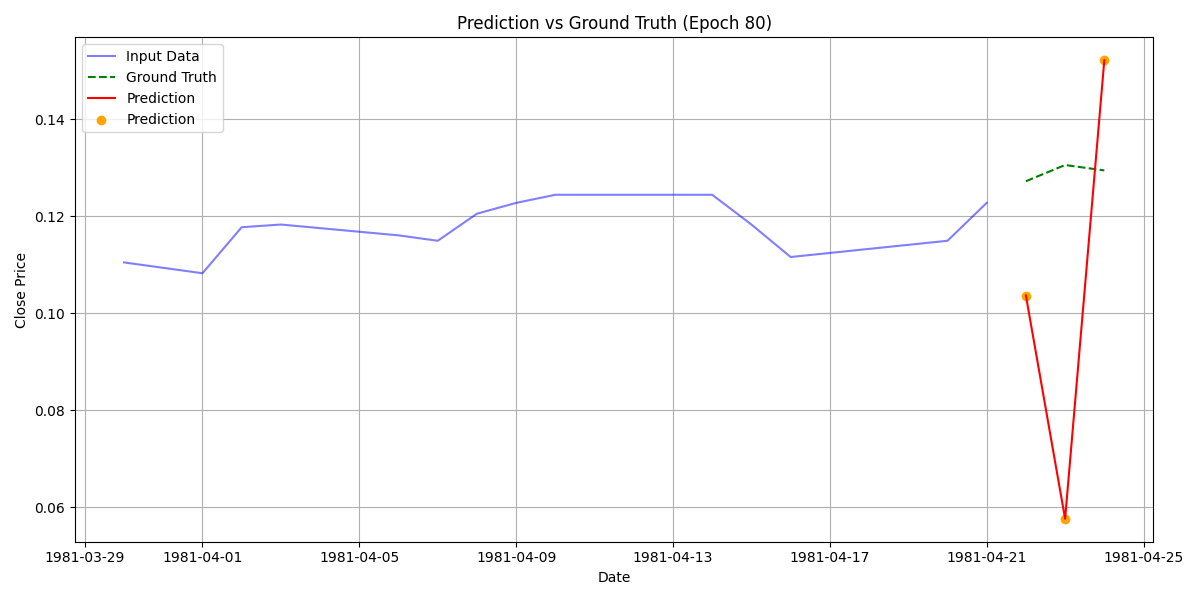 Prediction vs Ground Truth (Epoch 80)
Input Data
Ground Truth
Prediction
Prediction
Close Price
0.14
0.12
0.10
0.08
0.06
1981-03-29 1981-04-01 1981-04-05 1981-04-09 1981-04-13 1981-04-17 1981-04-21 1981-04-25
Date